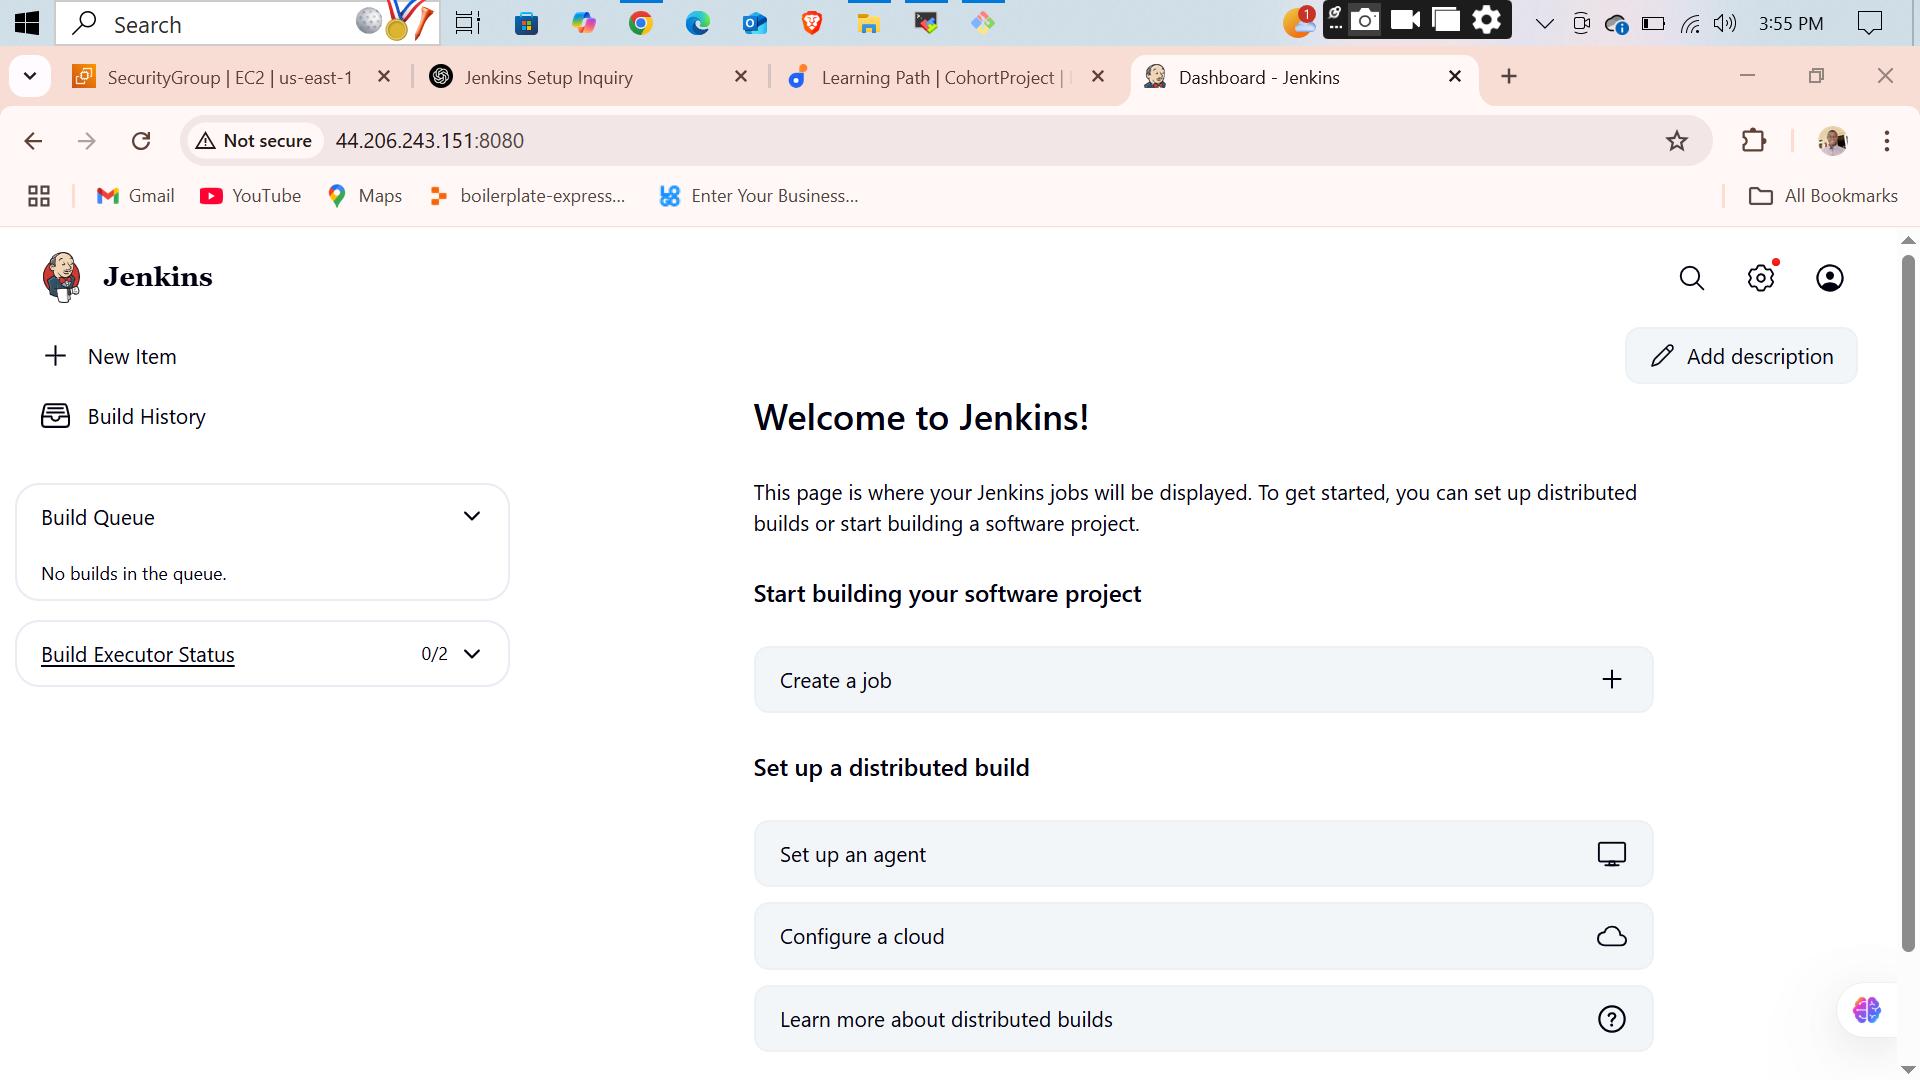 Search
1
3:55 PM
SecurityGroup | EC2 | us-east-1
Jenkins Setup Inquiry
Learning Path | CohortProject |
Dashboard - Jenkins
Not secure
44.206.243.151:8080
Gmail
YouTube
Maps
boilerplate-express...
Enter Your Business...
All Bookmarks
Jenkins
New Item
Add description
Build History
Welcome to Jenkins!
This page is where your Jenkins jobs will be displayed. To get started, you can set up distributed
builds or start building a software project.
Build Queue
No builds in the queue.
Start building your software project
Build Executor Status
0/2
Create a job
Set up a distributed build
Set up an agent
Configure a cloud
Learn more about distributed builds